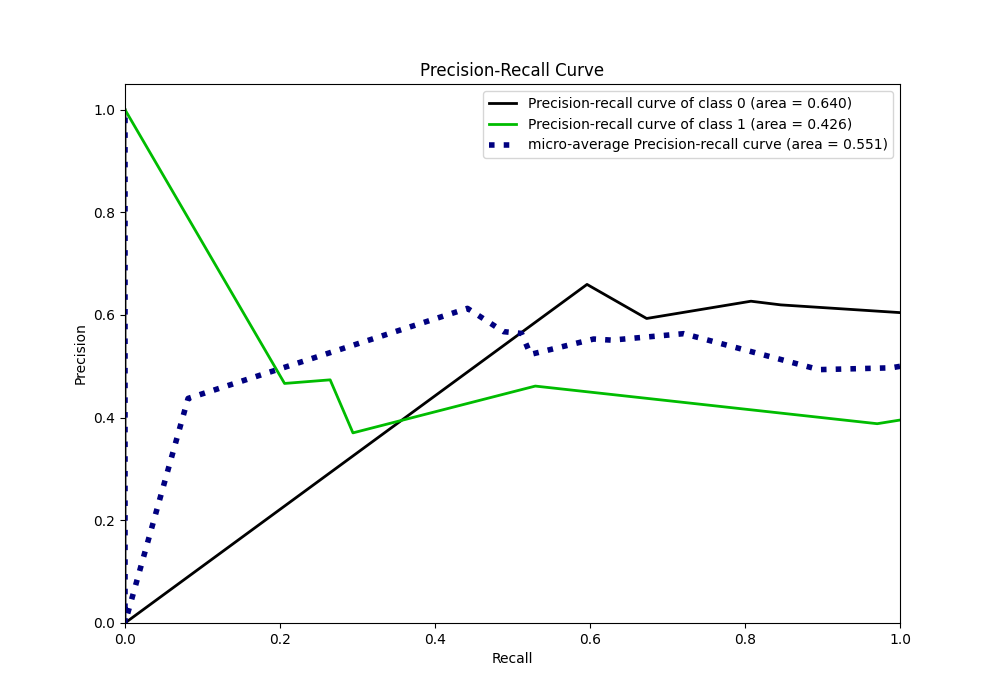 Precision-Recall Curve
Precision-recall curve of class 0 (area = 0.640)
Precision-recall curve of class 1 (area = 0.426)
micro-average Precision-recall curve (area = 0.551)
Precision
1.0
0.8
0.6
0.4
0.2
0.0
0.0 0.2 0.4 0.6 0.8 1.0
Recall